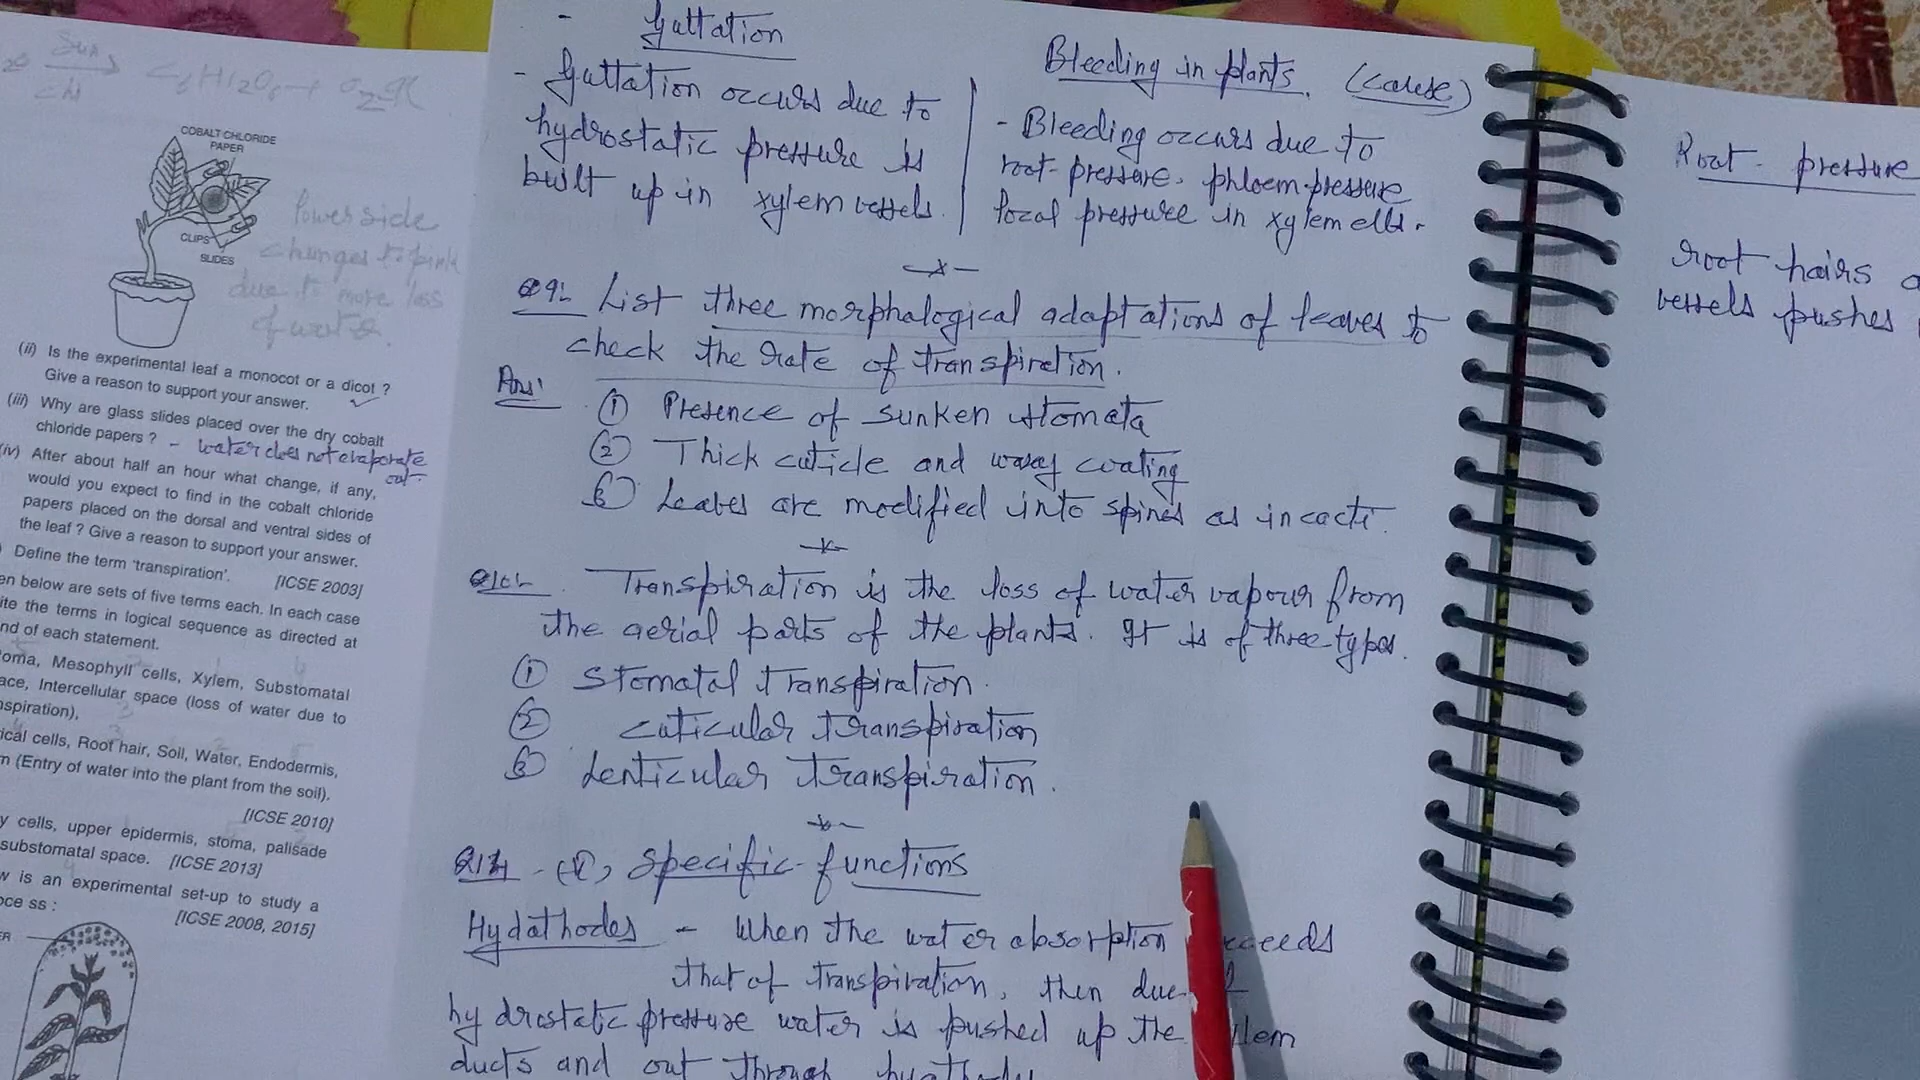 COBALT CHLORIDE
PAPER
CLIPS
SLIDES
changes to pink
due to more loss
of water.
(ii) Is the experimental leaf a monocot or a dicot ?
Give a reason to support your answer.
(iii) Why are glass slides placed over the dry cobalt
chloride papers ? - water does not evaporate
out.
(iv) After about half an hour what change, if any,
would you expect to find in the cobalt chloride
papers placed on the dorsal and ventral sides of
the leaf ? Give a reason to support your answer.
Define the term 'transpiration'.
[ICSE 2003]
en below are sets of five terms each. In each case
ite the terms in logical sequence as directed at
nd of each statement.
oma, Mesophyll cells, Xylem, Substomatal
ace, Intercellular space (loss of water due to
nspiration),
ical cells, Root hair, Soil, Water, Endodermis,
m (Entry of water into the plant from the soil).
[ICSE 2010]
y cells, upper epidermis, stoma, palisade
substomatal space. [ICSE 2013]
w is an experimental set-up to study a
oce ss :
[ICSE 2008, 2015]
ER
- Guttation
- Guttation occurs due to
hydrostatic pressure is
built up in xylem vessels.
Bleeding in plants. (cause)
- Bleeding occurs due to
root-pressure, phloem pressure
local pressure in xylem
Q9. List three morphological adaptations of leaves to
check the rate of transpiration.
Ans:
① Presence of sunken stomata
② Thick cuticle and waxy coating
③ Leaves are modified into spines as in cacti.
Q10. Transpiration is the loss of water vapour from
the aerial parts of the plants. It is of three types.
① Stomatal transpiration.
② cuticular transpiration
③ Lenticular transpiration.
Specific functions
Hydathodes - When the water absorption
that of transpiration, then due
hydrostatic pressure water is pushed up the
ducts and out through
Root - pressure
root hairs
vessels pushes